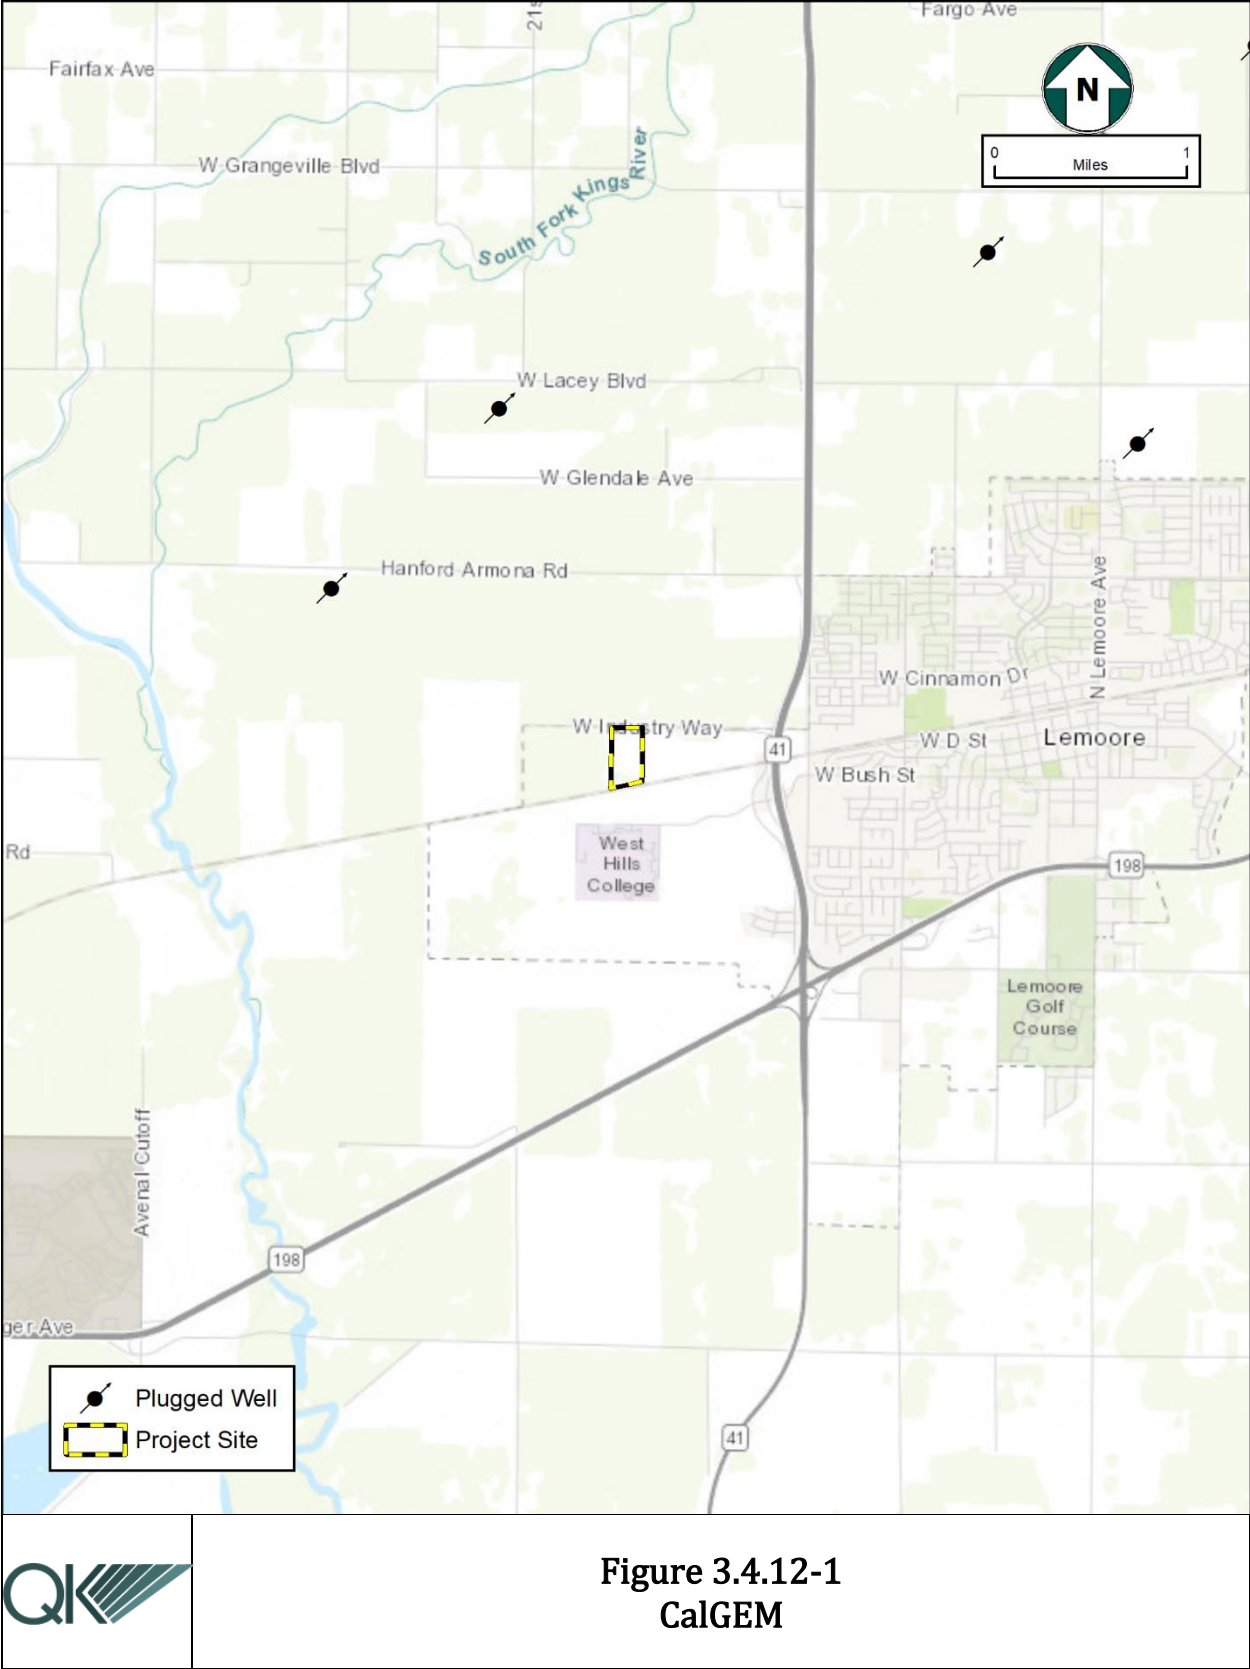 Fargo Ave
21s
Fairfax Ave
N
0 1
Miles
W Grangeville Blvd
South Fork Kings River
W Lacey Blvd
W Glendale Ave
Hanford Armona Rd
N Lemoore Ave
W Cinnamon Dr
W Industry Way
41
W D St
Lemoore
W Bush St
Rd
West
Hills
College
198
Lemoore
Golf
Course
Avenal Cutoff
198
ger Ave
Plugged Well
Project Site
41
QK
Figure 3.4.12-1
CalGEM